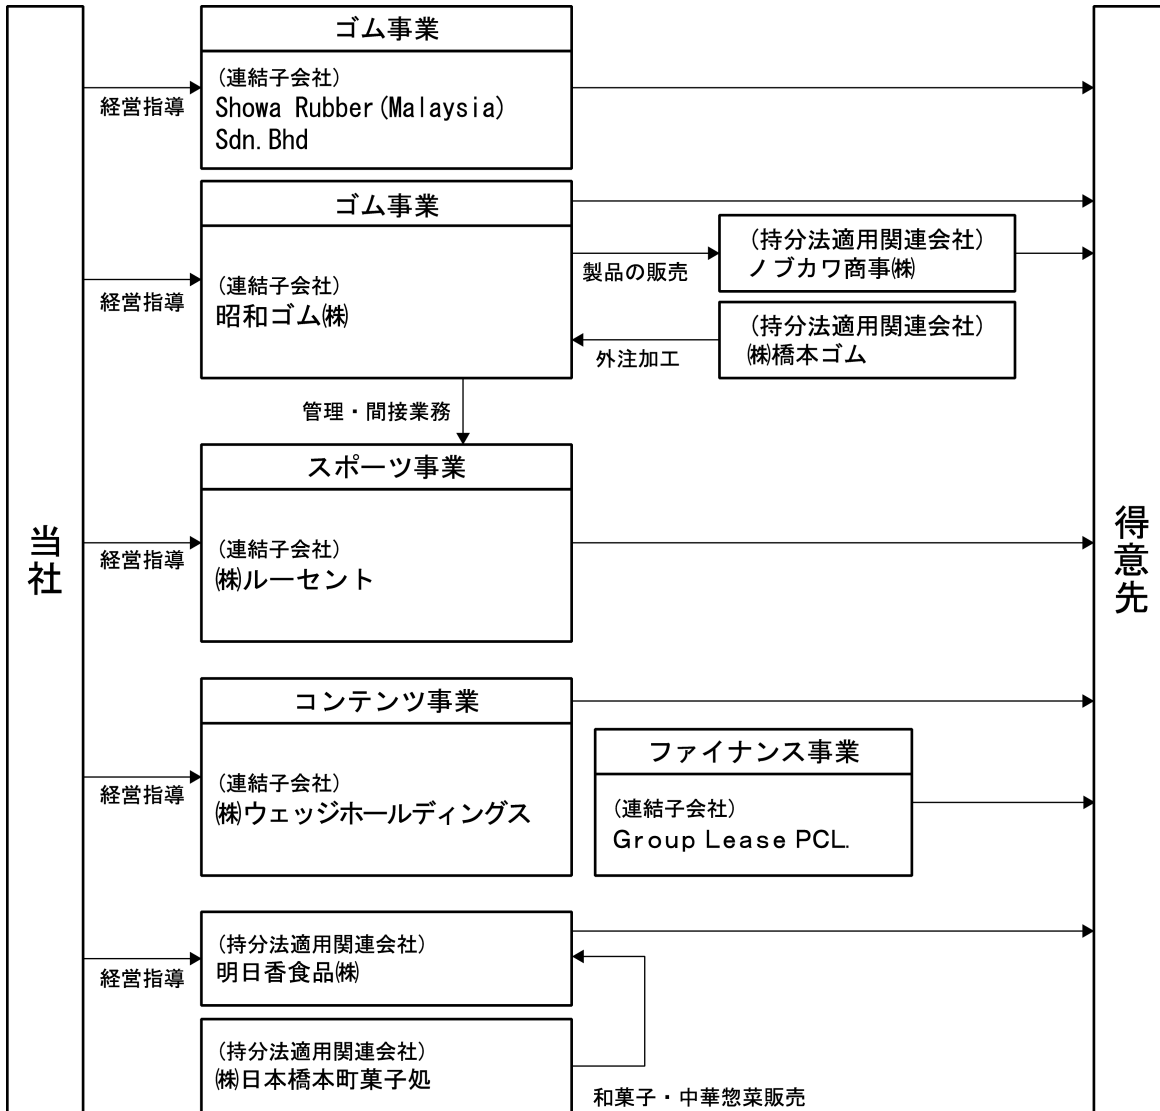 当社
得意先
ゴム事業
(連結子会社)
Showa Rubber(Malaysia)
Sdn.Bhd
経営指導
ゴム事業
(連結子会社)
昭和ゴム㈱
経営指導
製品の販売
(持分法適用関連会社)
ノブカワ商事㈱
外注加工
(持分法適用関連会社)
㈱橋本ゴム
管理・間接業務
スポーツ事業
(連結子会社)
㈱ルーセント
経営指導
コンテンツ事業
(連結子会社)
㈱ウェッジホールディングス
経営指導
ファイナンス事業
(連結子会社)
Group Lease PCL.
(持分法適用関連会社)
明日香食品㈱
経営指導
(持分法適用関連会社)
㈱日本橋本町菓子処
和菓子・中華惣菜販売